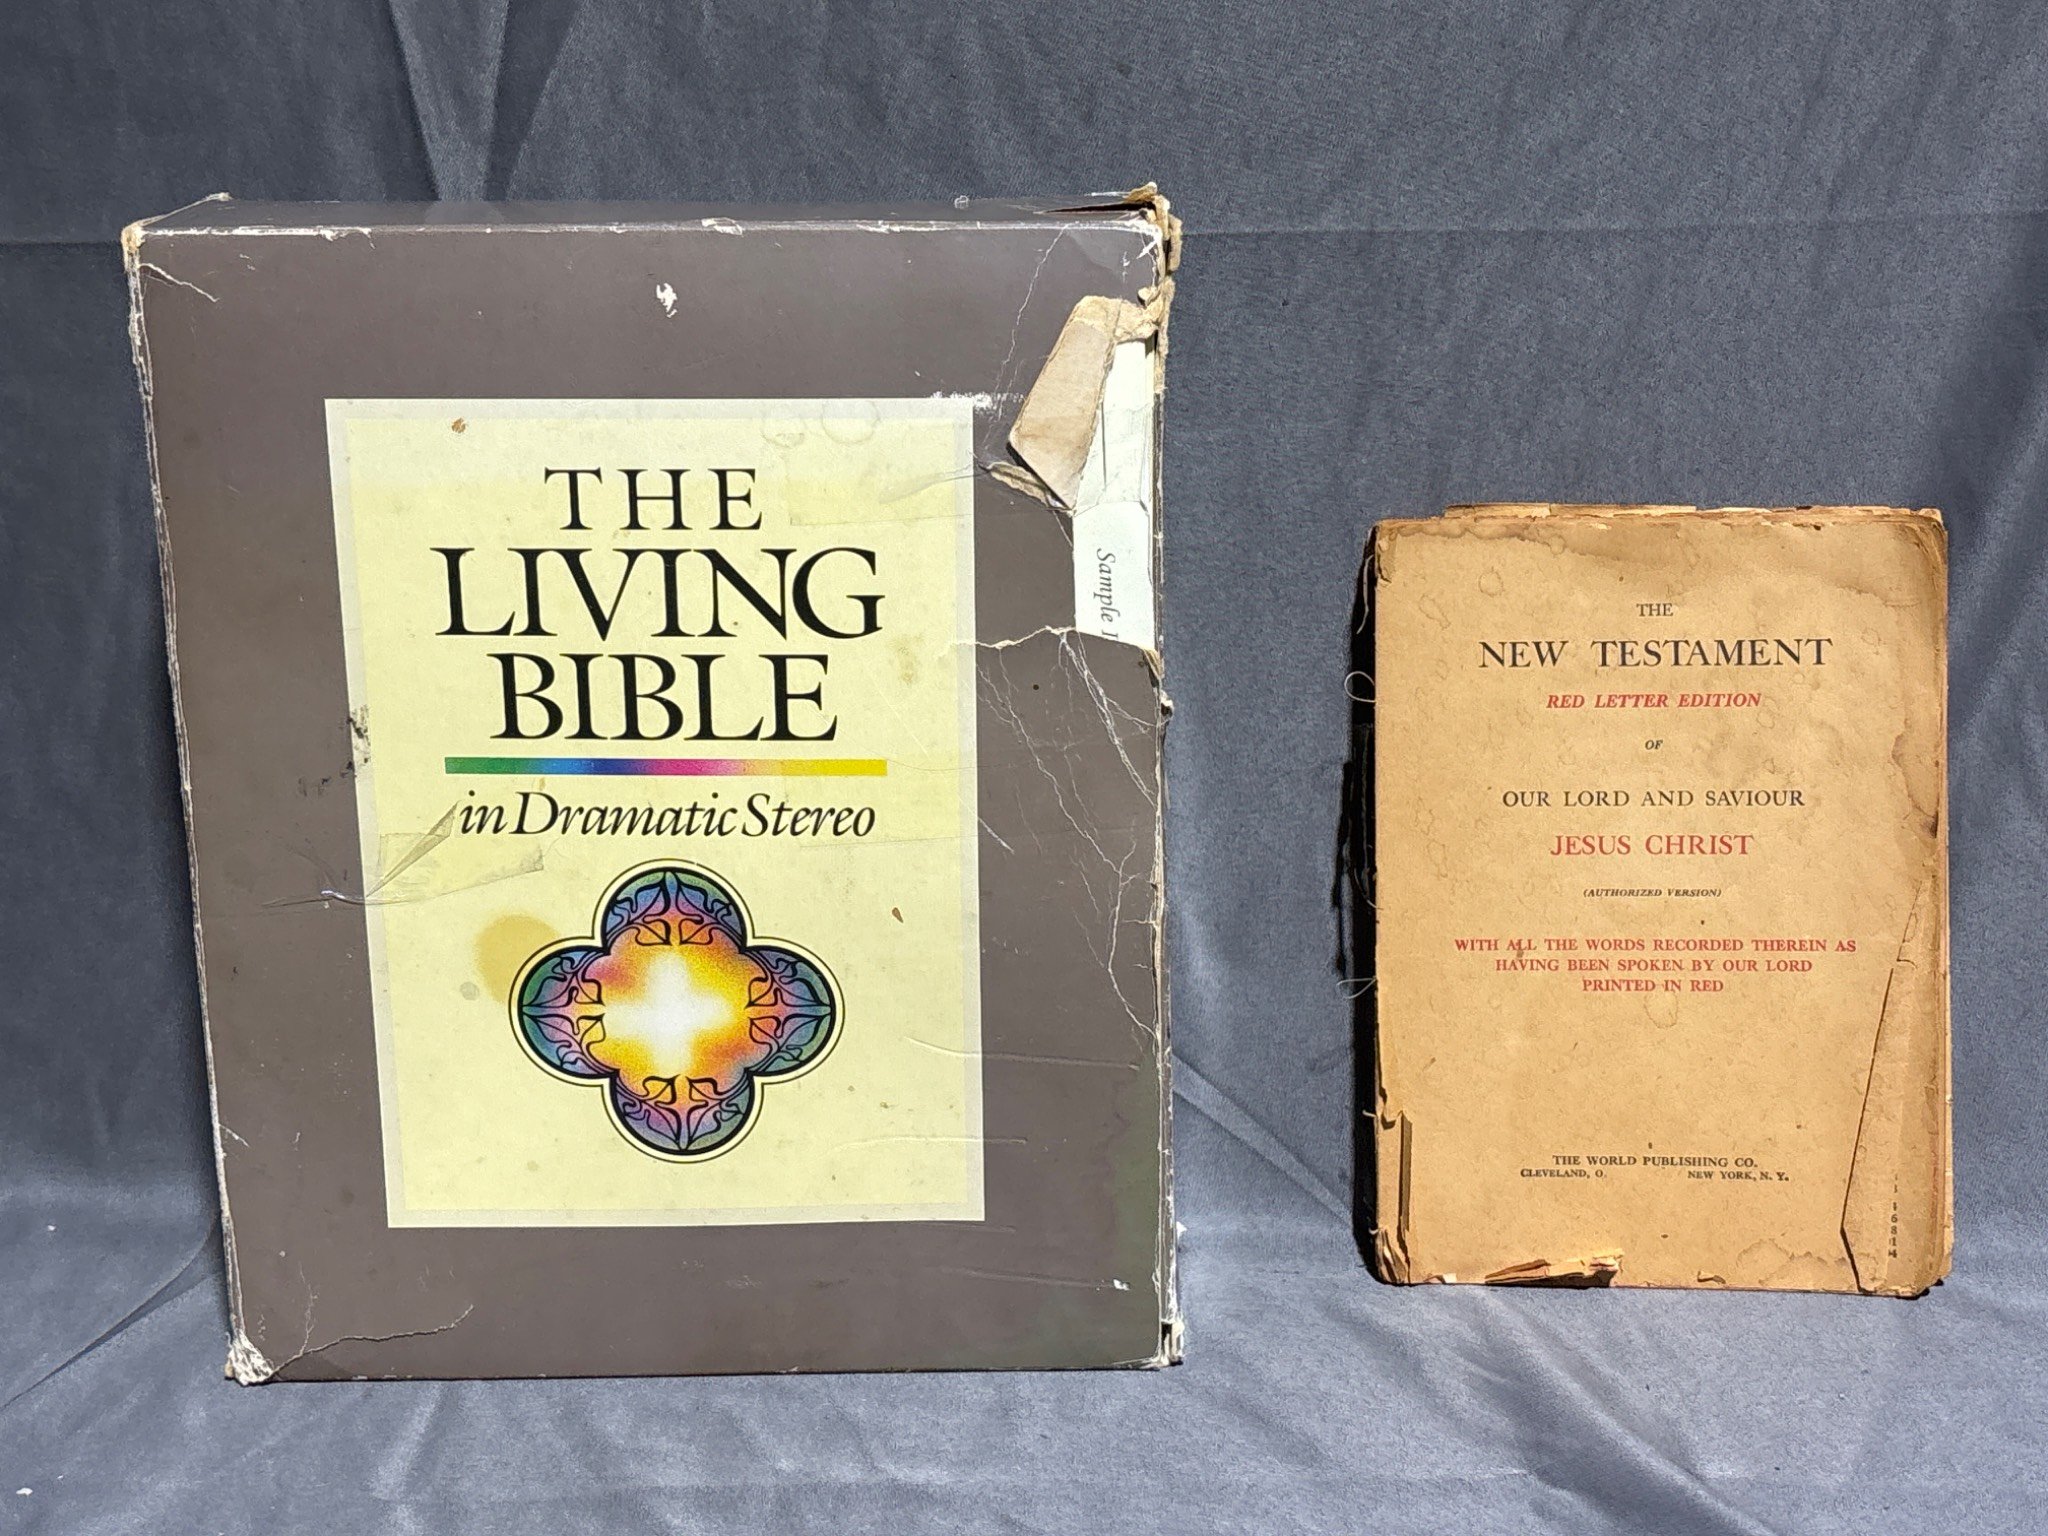 THE
LIVING
BIBLE
in Dramatic Stereo
Sample
THE
NEW TESTAMENT
RED LETTER EDITION
OF
OUR LORD AND SAVIOUR
JESUS CHRIST
(AUTHORIZED VERSION)
WITH ALL THE WORDS RECORDED THEREIN AS
HAVING BEEN SPOKEN BY OUR LORD
PRINTED IN RED
THE WORLD PUBLISHING CO.
CLEVELAND, O. NEW YORK, N. Y.